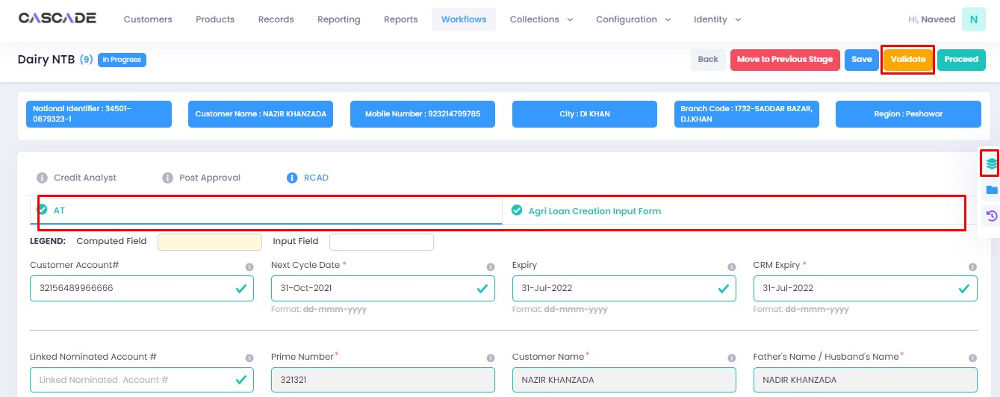 CASCADE
Customers Products Records Reporting Reports Workflows Collections Configuration Identity Hi, Naveed N
Dairy NTB (9) In Progress Back Move to Previous Stage Save Validate Proceed
National Identifier : 34501-
0679323-1
Customer Name : NAZIR KHANZADA
Mobile Number : 923214799785
City : DI KHAN
Branch Code : 1732-SADDAR BAZAR,
D.I.KHAN
Region : Peshawar
Credit Analyst Post Approval RCAD
AT Agri Loan Creation Input Form
LEGEND: Computed Field Input Field
Customer Account# Next Cycle Date * Expiry CRM Expiry *
32156489966666 31-Oct-2021 31-Jul-2022 31-Jul-2022
Format: dd-mmm-yyyy Format: dd-mmm-yyyy Format: dd-mmm-yyyy
Linked Nominated Account # Prime Number * Customer Name * Father's Name / Husband's Name *
Linked Nominated Account # 321321 NAZIR KHANZADA NADIR KHANZADA